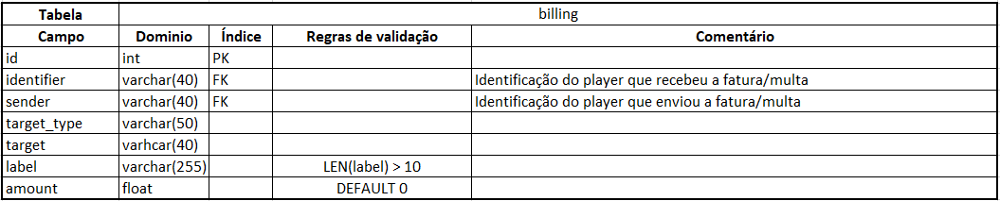 Tabela billing
Campo Dominio Índice Regras de validação Comentário
id int PK
identifier varchar(40) FK Identificação do player que recebeu a fatura/multa
sender varchar(40) FK Identificação do player que enviou a fatura/multa
target_type varchar(50)
target varhcar(40)
label varchar(255) LEN(label) > 10
amount float DEFAULT 0